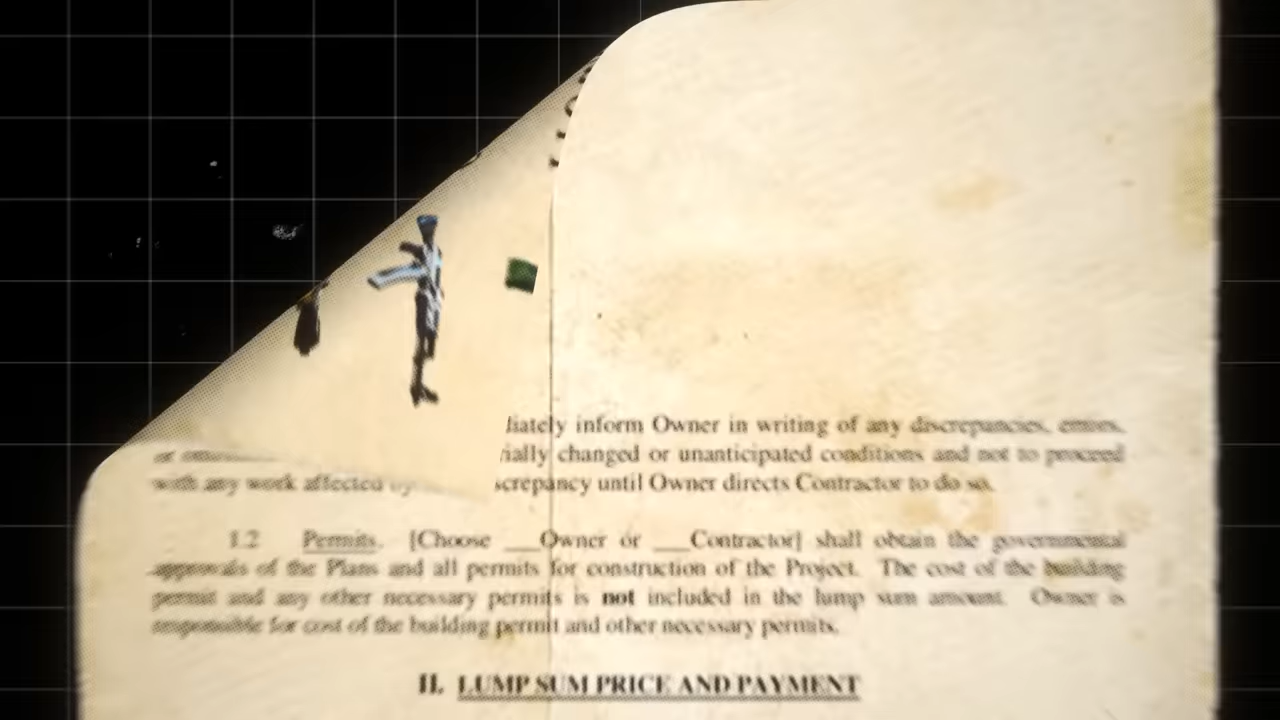 inform Owner in writing of any discrepancies, errors,
changed or unanticipated conditions and not to proceed
with any work affected by until Owner directs Contractor to do so.
1.2 Permits. [Choose ___Owner or ___Contractor] shall obtain the governmental
approvals of the Plans and all permits for construction of the Project. The cost of the building
permit and any other necessary permits is not included in the lump sum amount. Owner is
responsible for cost of the building permit and other necessary permits.
II. LUMP SUM PRICE AND PAYMENT